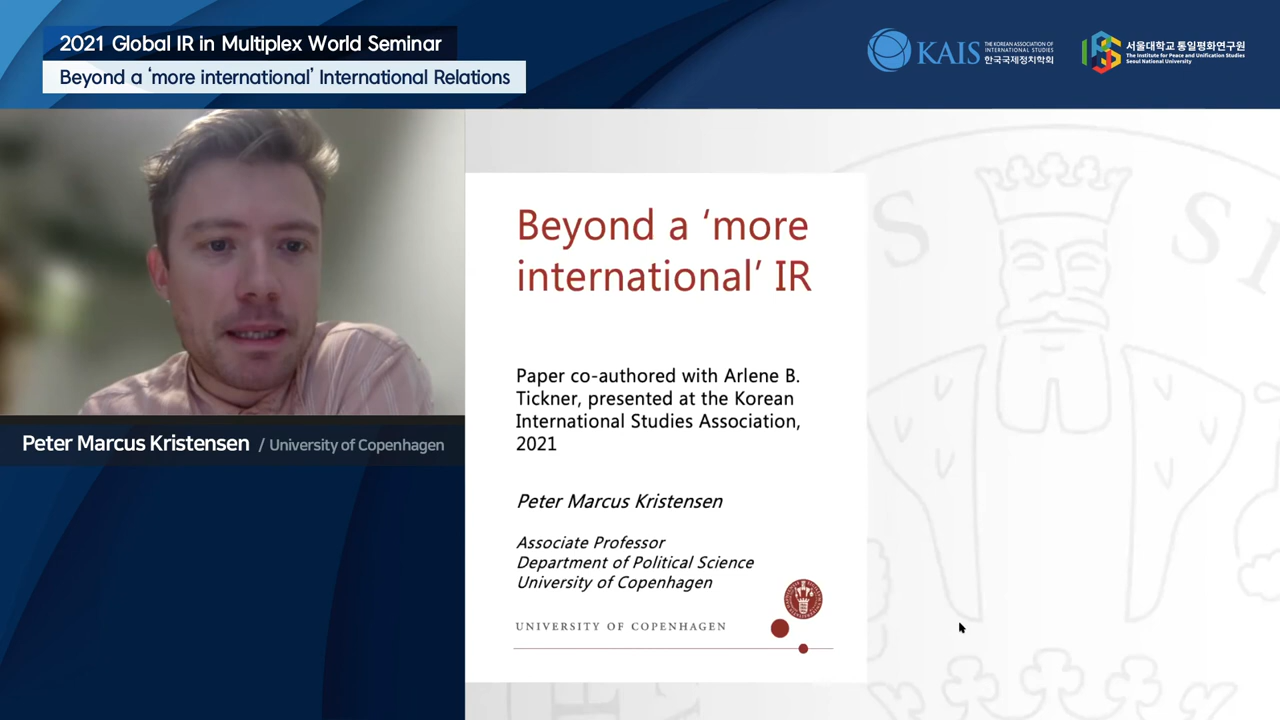 2021 Global IR in Multiplex World Seminar
Beyond a ‘more international’ International Relations
KAIS THE KOREAN ASSOCIATION OF
INTERNATIONAL STUDIES
한국국제정치학회
서울대학교 통일평화연구원
The Institute for Peace and Unification Studies
Seoul National University
Peter Marcus Kristensen / University of Copenhagen
Beyond a ‘more
international’ IR
Paper co-authored with Arlene B.
Tickner, presented at the Korean
International Studies Association,
2021
Peter Marcus Kristensen
Associate Professor
Department of Political Science
University of Copenhagen
UNIVERSITY OF COPENHAGEN